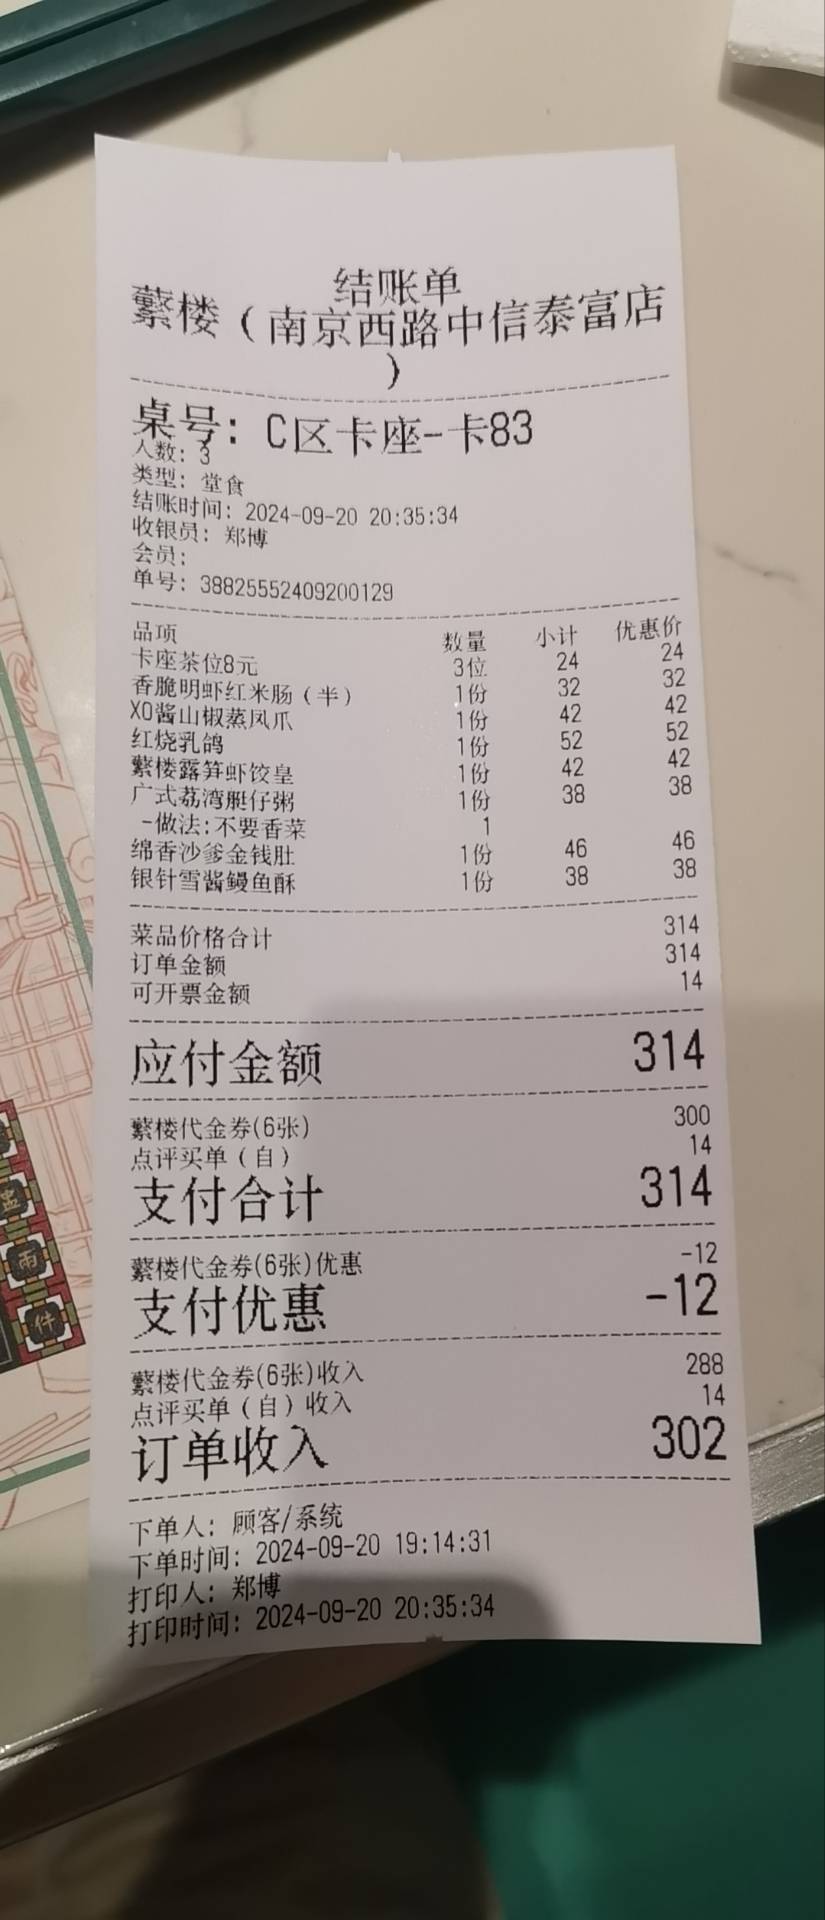 结账单
蘩楼（南京西路中信泰富店
）
桌号: C区卡座-卡83
人数: 3
类型: 堂食
结账时间: 2024-09-20 20:35:34
收银员: 郑博
会员:
单号: 388255552409200129
品项 数量 小计 优惠价
卡座茶位8元 3位 24 24
香脆明虾红米肠（半） 1份 32 32
XO酱山椒蒸凤爪 1份 42 42
红烧乳鸽 1份 52 52
蘩楼露笋虾饺皇 1份 42 42
广式荔湾艇仔粥 1份 38 38
-做法:不要香菜 1
绵香沙爹金钱肚 1份 46 46
银针雪酱鳗鱼酥 1份 38 38
菜品价格合计 314
订单金额 314
可开票金额 14
应付金额 314
蘩楼代金券(6张) 300
点评买单（自） 14
支付合计 314
蘩楼代金券(6张)优惠 -12
支付优惠 -12
蘩楼代金券(6张)收入 288
点评买单（自）收入 14
订单收入 302
下单人: 顾客/系统
下单时间: 2024-09-20 19:14:31
打印人: 郑博
打印时间: 2024-09-20 20:35:34
盅
两
件